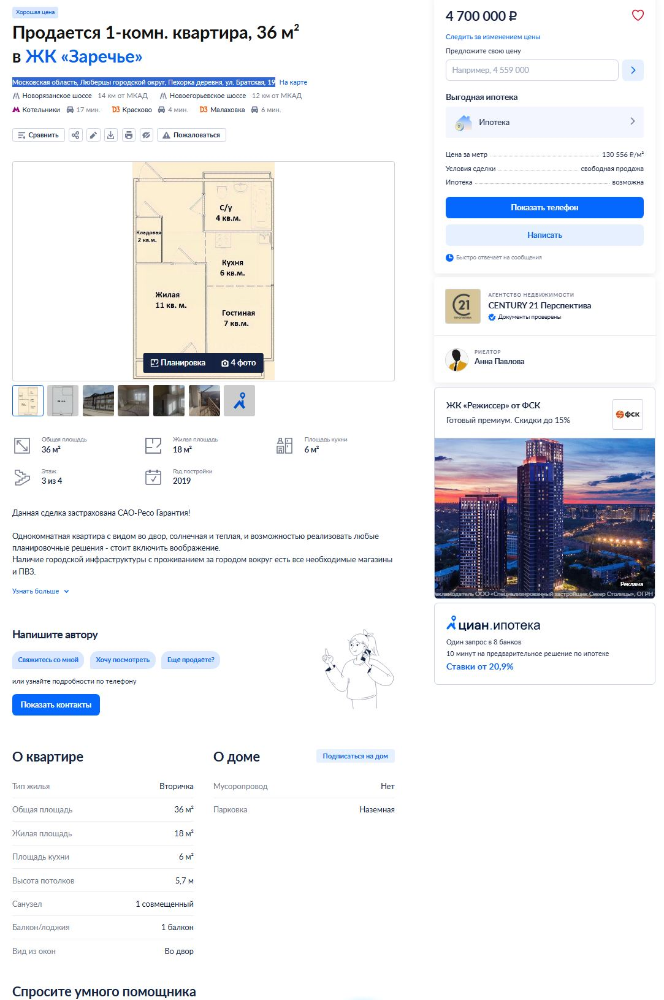 Хорошая цена
Продается 1-комн. квартира, 36 м²
в ЖК «Заречье»
Московская область, Люберцы городской округ, Пехорка деревня, ул. Братская, 19 На карте
Новорязанское шоссе 14 км от МКАД Новоегорьевское шоссе 12 км от МКАД
Котельники 17 мин. D3 Красково 4 мин. D3 Малаховка 6 мин.
Сравнить Пожаловаться
С/у
4 кв.м.
Кладовая
2 кв.м.
Кухня
6 кв.м.
Жилая
11 кв. м.
Гостиная
7 кв.м.
Планировка 4 фото
Общая площадь
36 м²
Жилая площадь
18 м²
Площадь кухни
6 м²
Этаж
3 из 4
Год постройки
2019
Данная сделка застрахована САО-Ресо Гарантия!
Однокомнатная квартира с видом во двор, солнечная и теплая, и возможностью реализовать любые
планировочные решения - стоит включить воображение.
Наличие городской инфраструктуры с проживанием за городом вокруг есть все необходимые магазины
и ПВЗ.
Узнать больше
Напишите автору
Свяжитесь со мной Хочу посмотреть Ещё продаёте?
или узнайте подробности по телефону
Показать контакты
О квартире
Тип жилья Вторичка
Общая площадь 36 м²
Жилая площадь 18 м²
Площадь кухни 6 м²
Высота потолков 5,7 м
Санузел 1 совмещенный
Балкон/лоджия 1 балкон
Вид из окон Во двор
О доме Подписаться на дом
Мусоропровод Нет
Парковка Наземная
Спросите умного помощника
4 700 000 ₽
Следить за изменением цены
Предложите свою цену
Например, 4 559 000
Выгодная ипотека
Ипотека
Цена за метр 130 556 ₽/м²
Условия сделки свободная продажа
Ипотека возможна
Показать телефон
Написать
Быстро отвечает на сообщения
C21
ПЕРСПЕКТИВА
АГЕНТСТВО НЕДВИЖИМОСТИ
CENTURY 21 Перспектива
Документы проверены
РИЕЛТОР
Анна Павлова
ЖК «Режиссер» от ФСК
Готовый премиум. Скидки до 15%
ФСК
Реклама
екламодатель ООО «Специализированный застройщик Север Столицы», ОГРН
циан.ипотека
Один запрос в 8 банков
10 минут на предварительное решение по ипотеке
Ставки от 20,9%